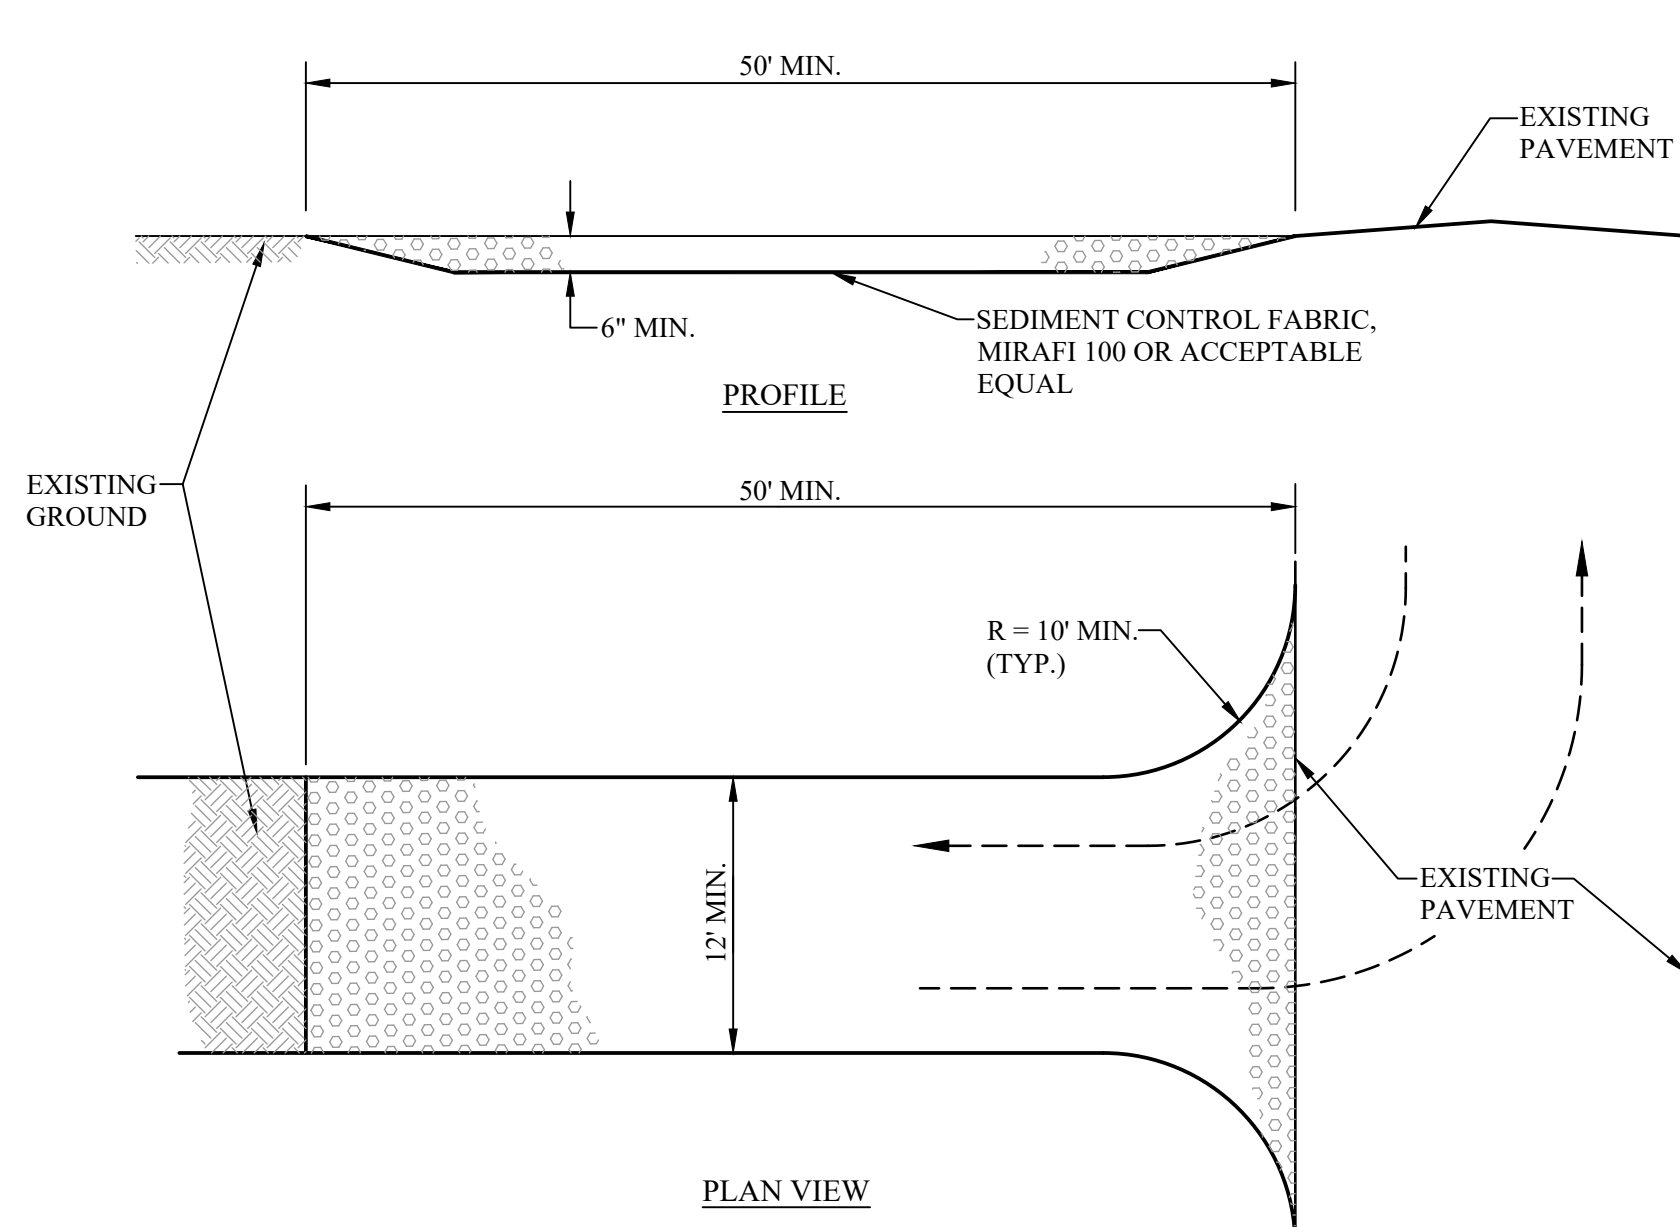 50' MIN.
EXISTING
PAVEMENT
6" MIN.
SEDIMENT CONTROL FABRIC,
MIRAFI 100 OR ACCEPTABLE
EQUAL
PROFILE
EXISTING
GROUND
50' MIN.
R = 10' MIN.
(TYP.)
12' MIN.
EXISTING
PAVEMENT
PLAN VIEW